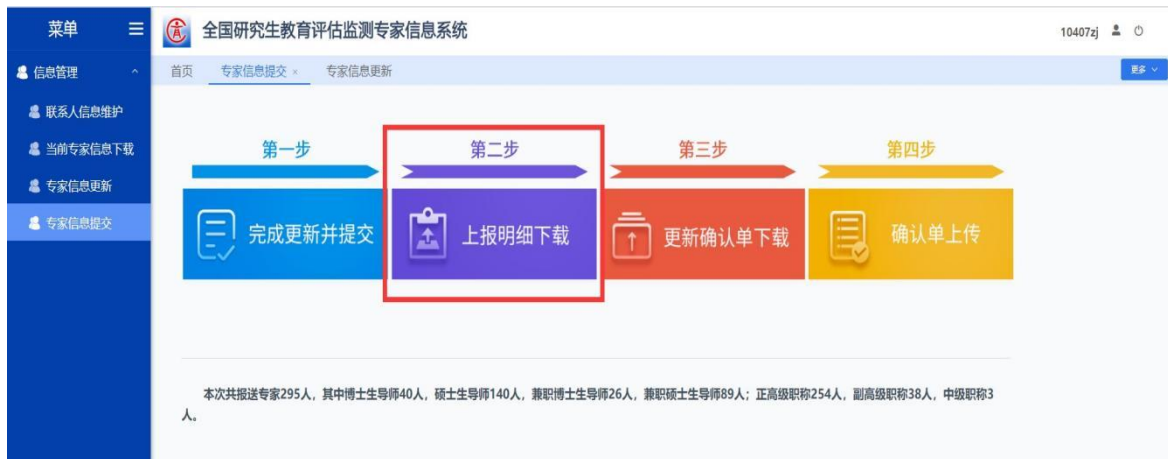 菜单
全国研究生教育评估监测专家信息系统
10407zj
信息管理
首页
专家信息提交 ×
专家信息更新
更多
联系人信息维护
当前专家信息下载
专家信息更新
专家信息提交
第一步
第二步
第三步
第四步
完成更新并提交
上报明细下载
更新确认单下载
确认单上传
本次共报送专家295人，其中博士生导师40人，硕士生导师140人，兼职博士生导师26人，兼职硕士生导师89人；正高级职称254人，副高级职称38人，中级职称3
人。